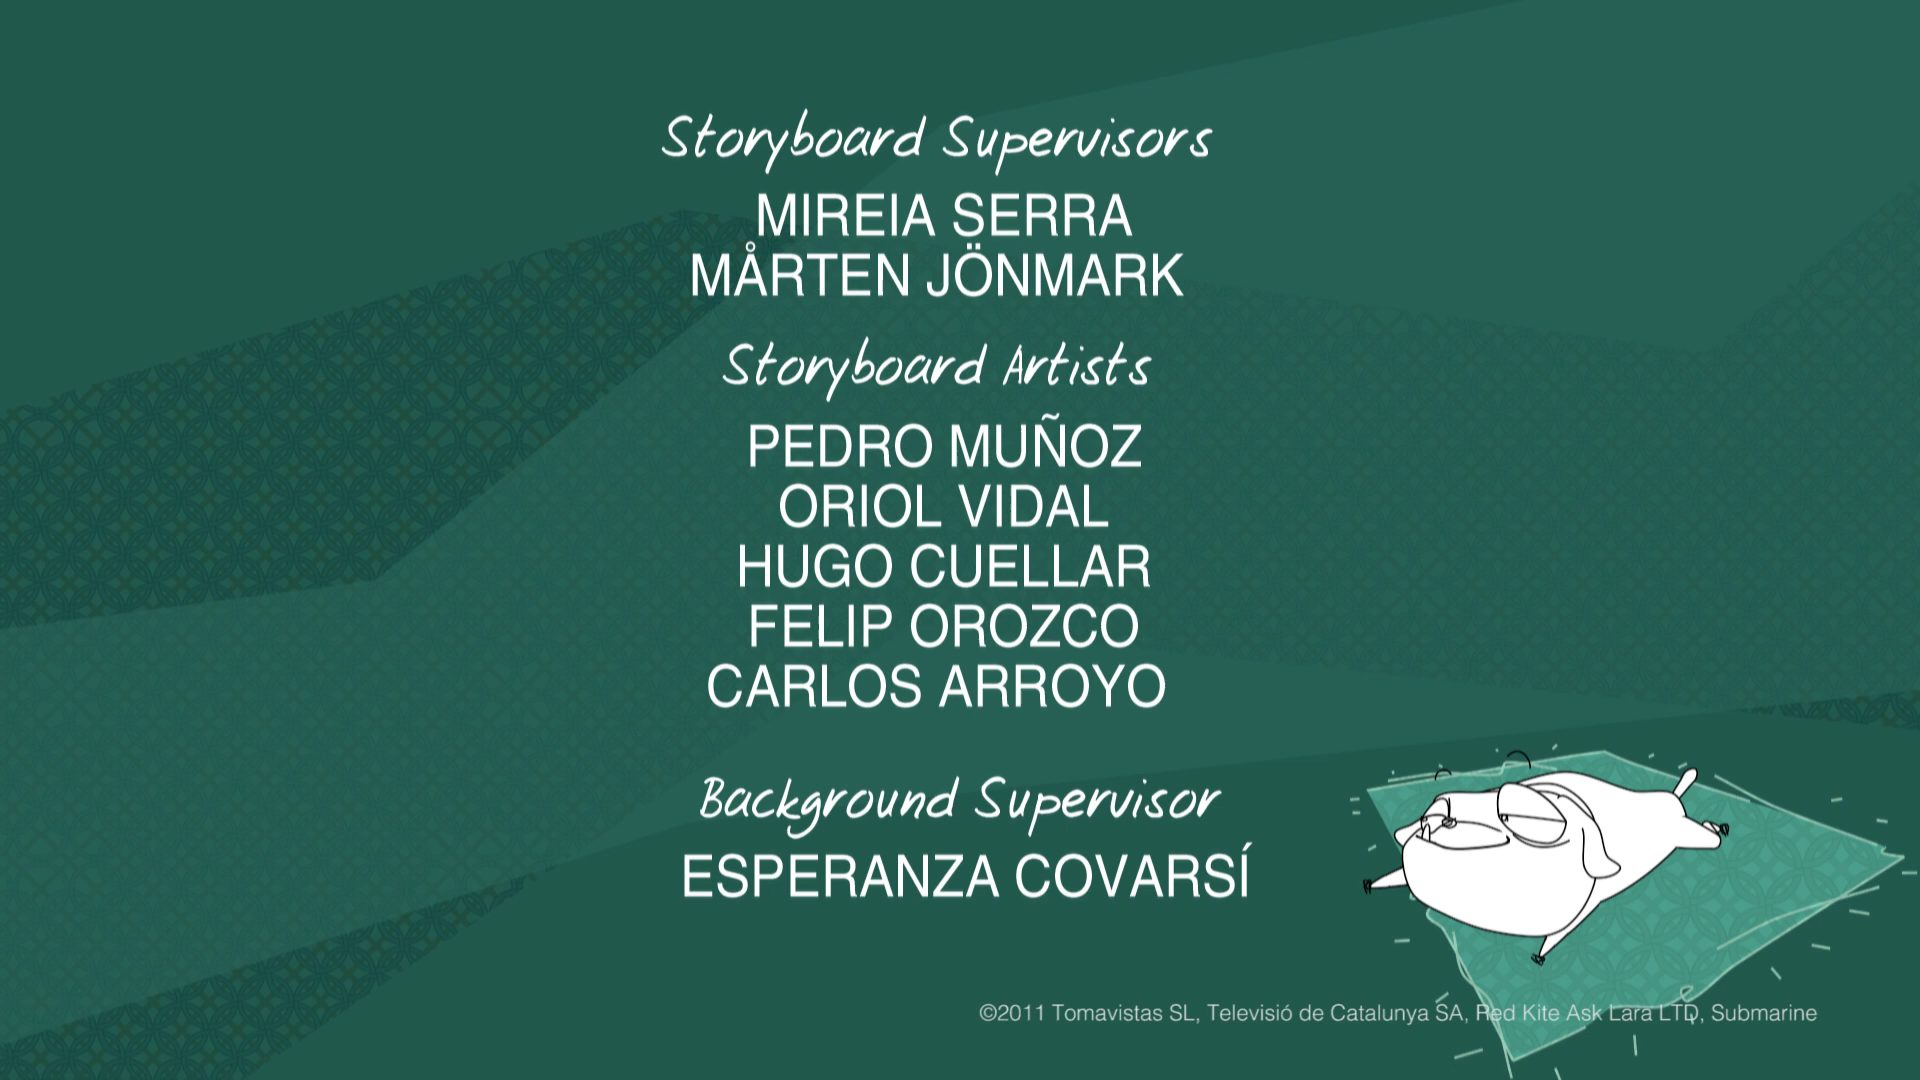 Storyboard Supervisors
MIREIA SERRA
MÅRTEN JÖNMARK
Storyboard Artists
PEDRO MUÑOZ
ORIOL VIDAL
HUGO CUELLAR
FELIP OROZCO
CARLOS ARROYO
Background Supervisor
ESPERANZA COVARSÍ
©2011 Tomavistas SL, Televisió de Catalunya SA, Red Kite Ask Lara LTD, Submarine